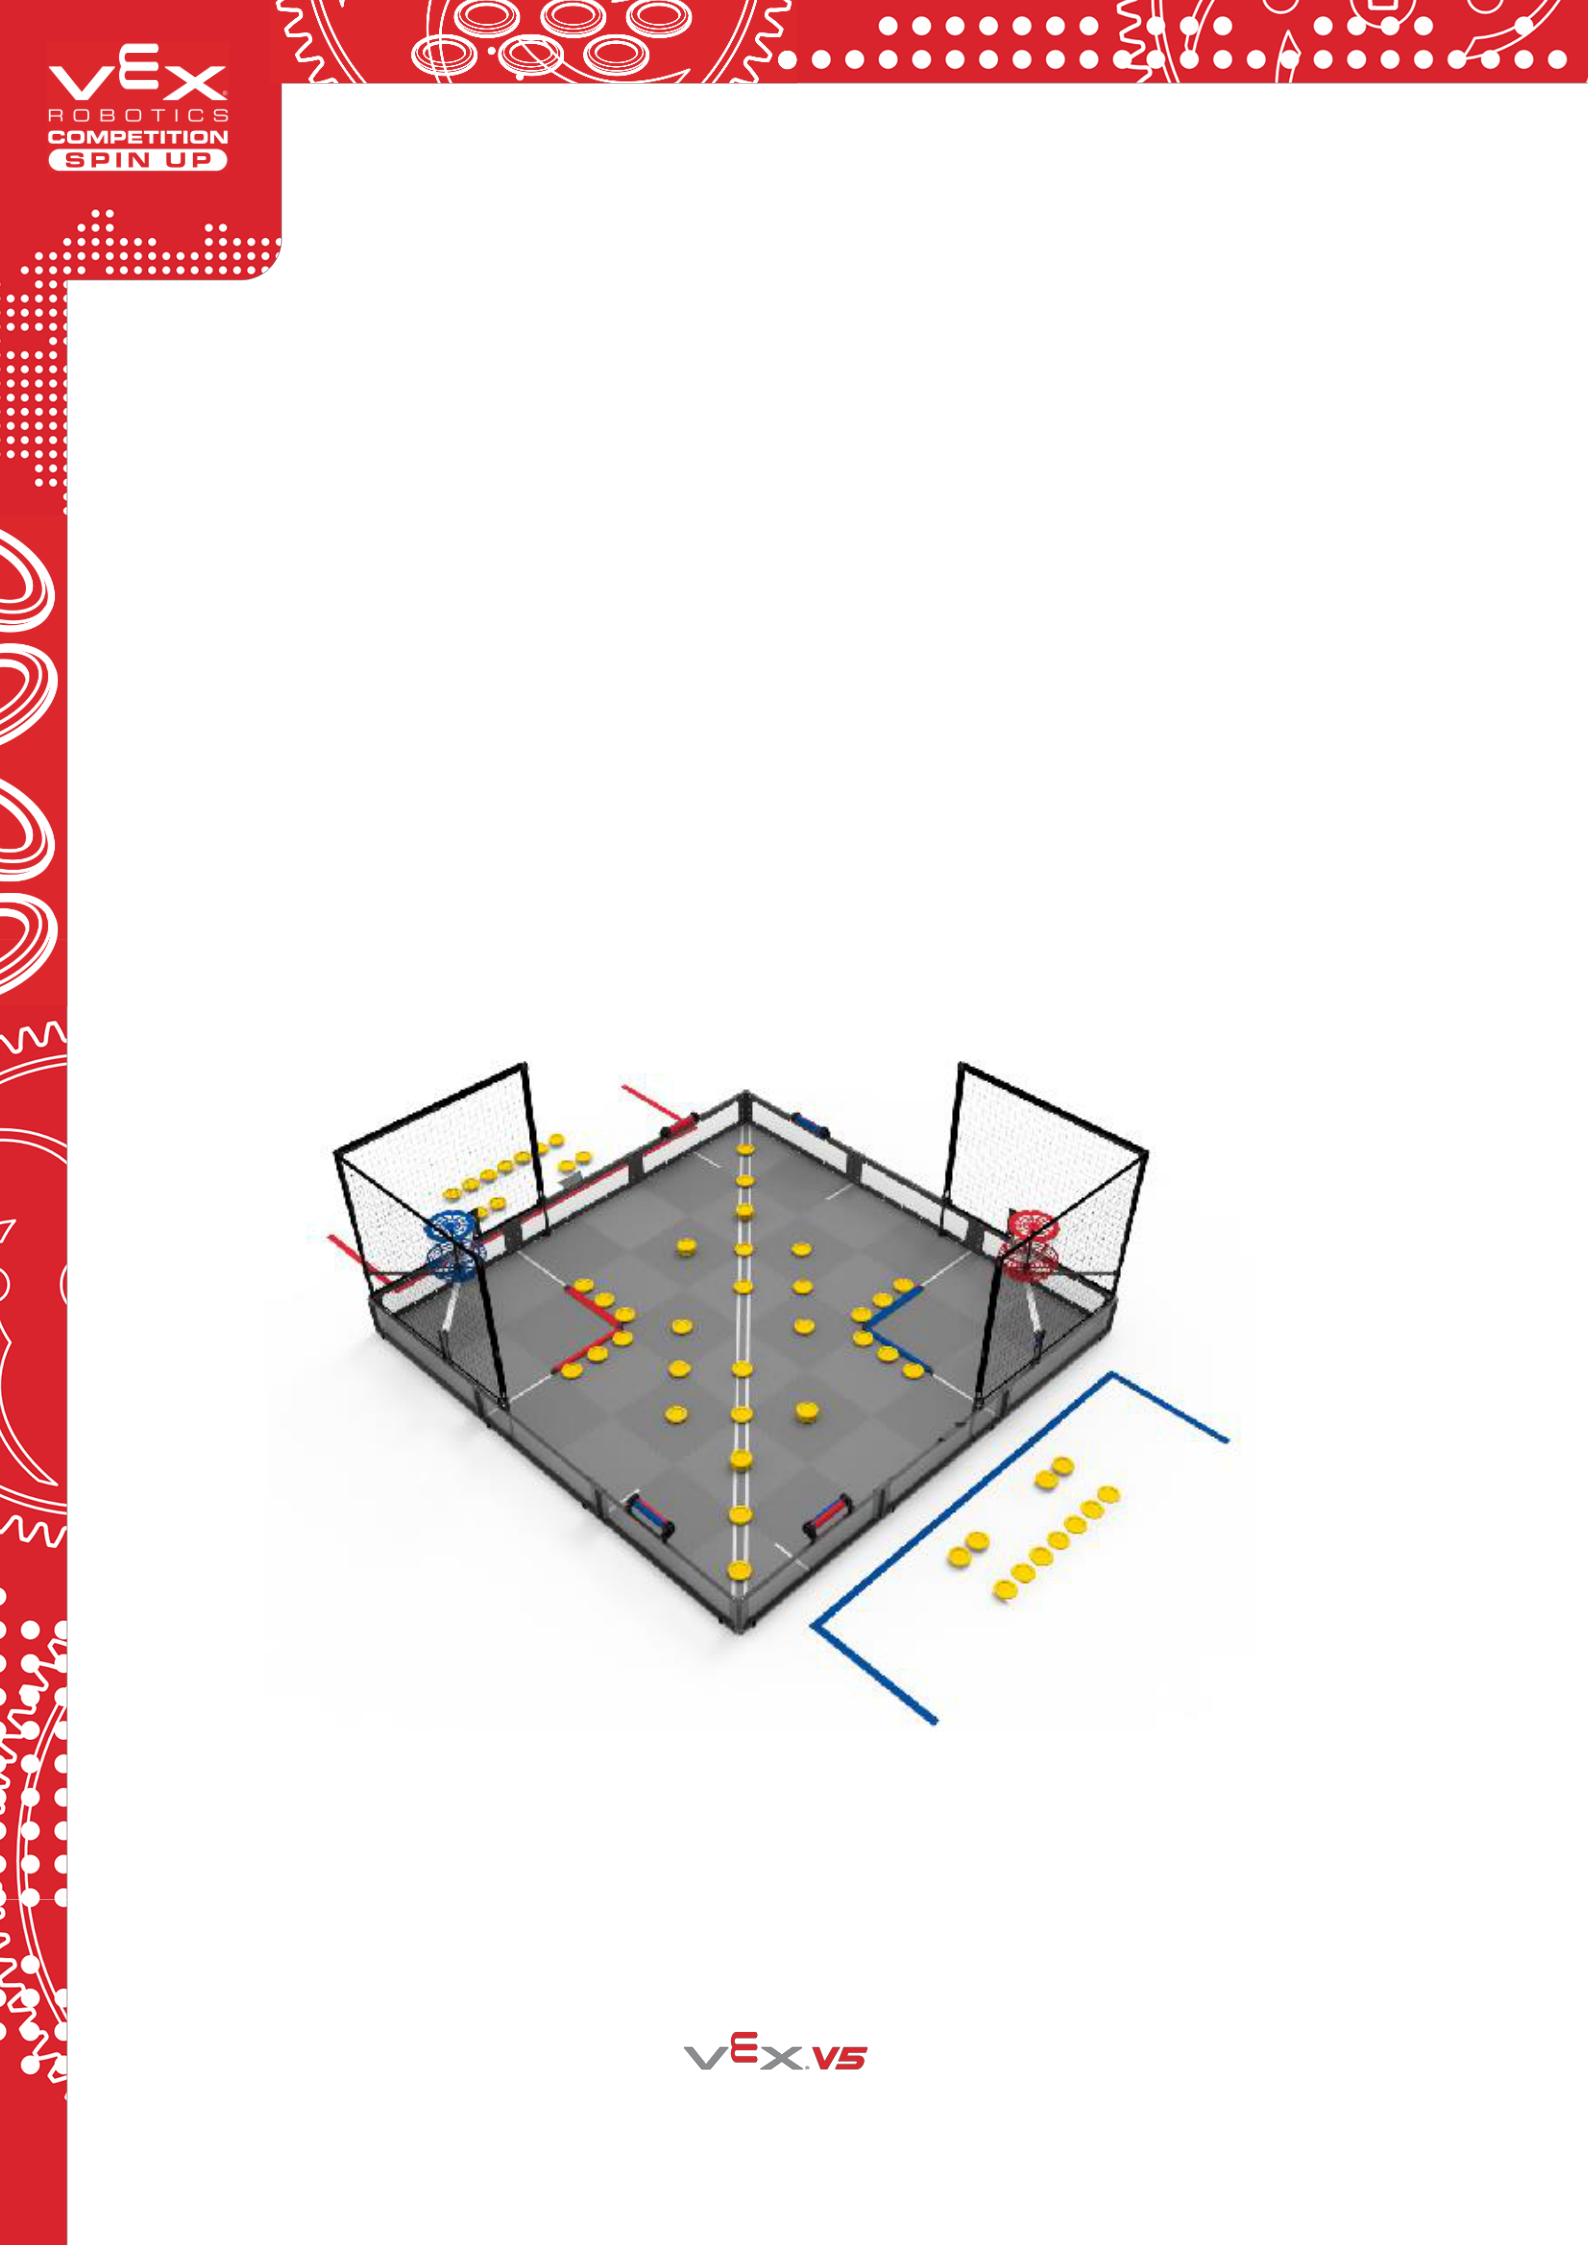 VEX
ROBOTICS
COMPETITION
SPIN UP
VEX V5